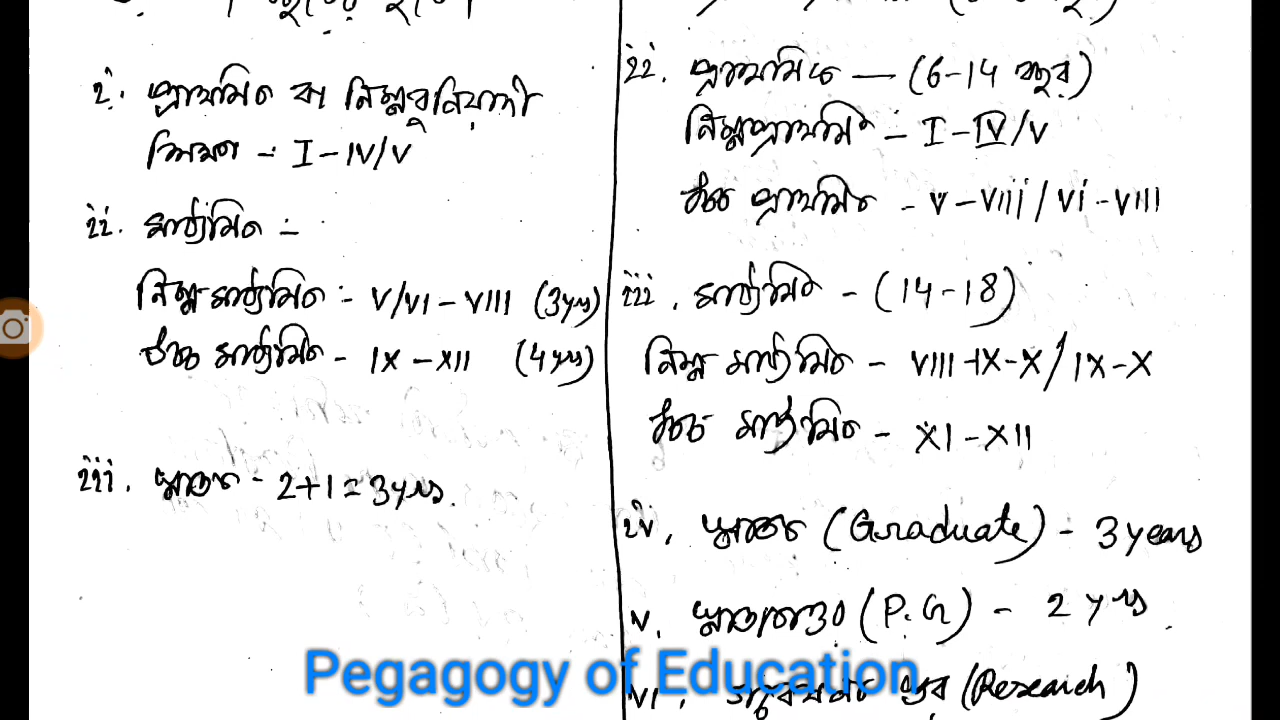 i. প্রাথমিক বা নিম্নবুনিয়াদী
শিক্ষা - I - IV/V
ii. মাধ্যমিক :-
নিম্ন মাধ্যমিক :- V/VI - VIII (3yrs)
উচ্চ মাধ্যমিক - IX - XII (4yrs)
iii. স্নাতক - 2+1 = 3yrs.
ii. প্রাথমিক — (6-14 বছর)
নিম্নপ্রাথমিক :- I - IV/V
উচ্চ প্রাথমিক - V - VIII / VI - VIII
iii. মাধ্যমিক - (14-18)
নিম্ন মাধ্যমিক - VIII - IX - X / IX - X
উচ্চ মাধ্যমিক - XI - XII
iv. স্নাতক (Graduate) - 3 years
v. স্নাতকোত্তর (P.G) - 2 yrs.
vi. স্তর (Research)
Pegagogy of Education